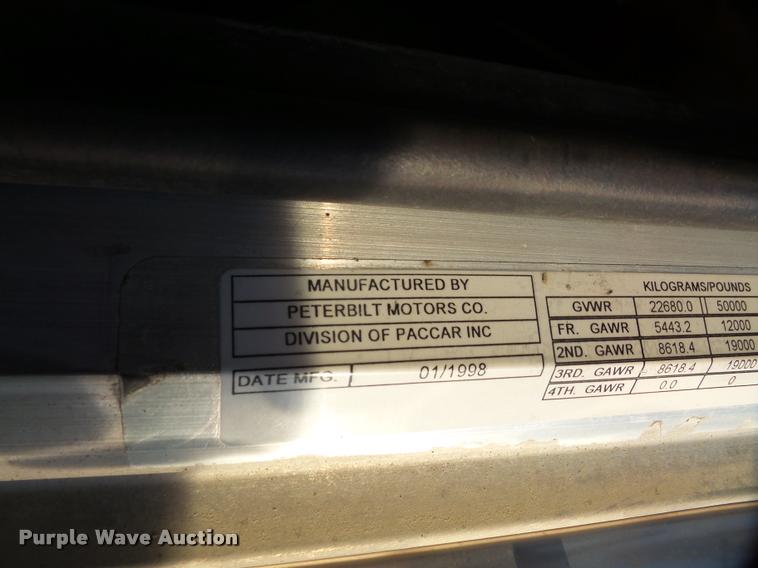 MANUFACTURED BY
PETERBILT MOTORS CO.
DIVISION OF PACCAR INC
DATE MFG. 01/1998
KILOGRAMS/POUNDS
GVWR 22680.0 50000
FR. GAWR 5443.2 12000
2ND. GAWR 8618.4 19000
3RD. GAWR 8618.4 19000
4TH. GAWR 0.0 0
Purple Wave Auction